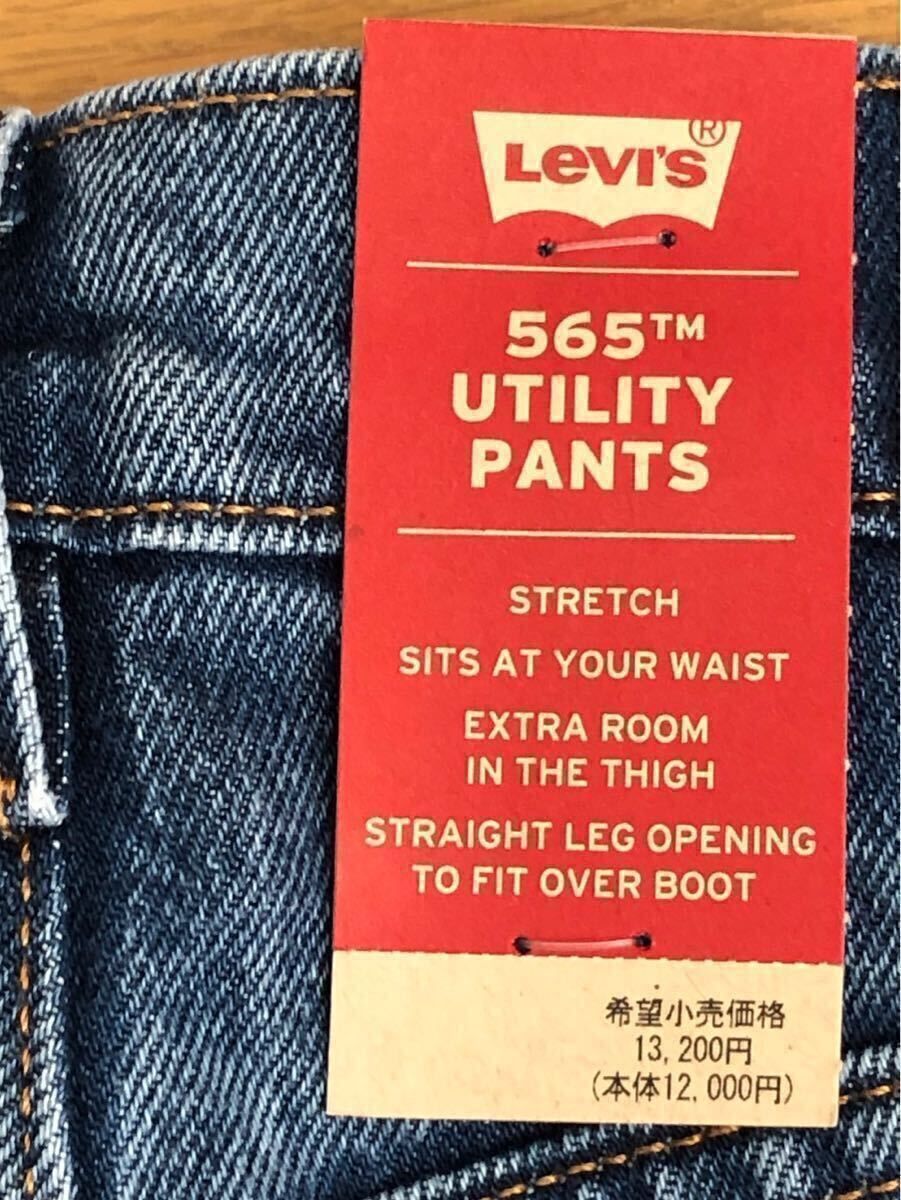 Levi's®
565™
UTILITY
PANTS
STRETCH
SITS AT YOUR WAIST
EXTRA ROOM
IN THE THIGH
STRAIGHT LEG OPENING
TO FIT OVER BOOT
希望小売価格
13,200円
(本体12,000円)